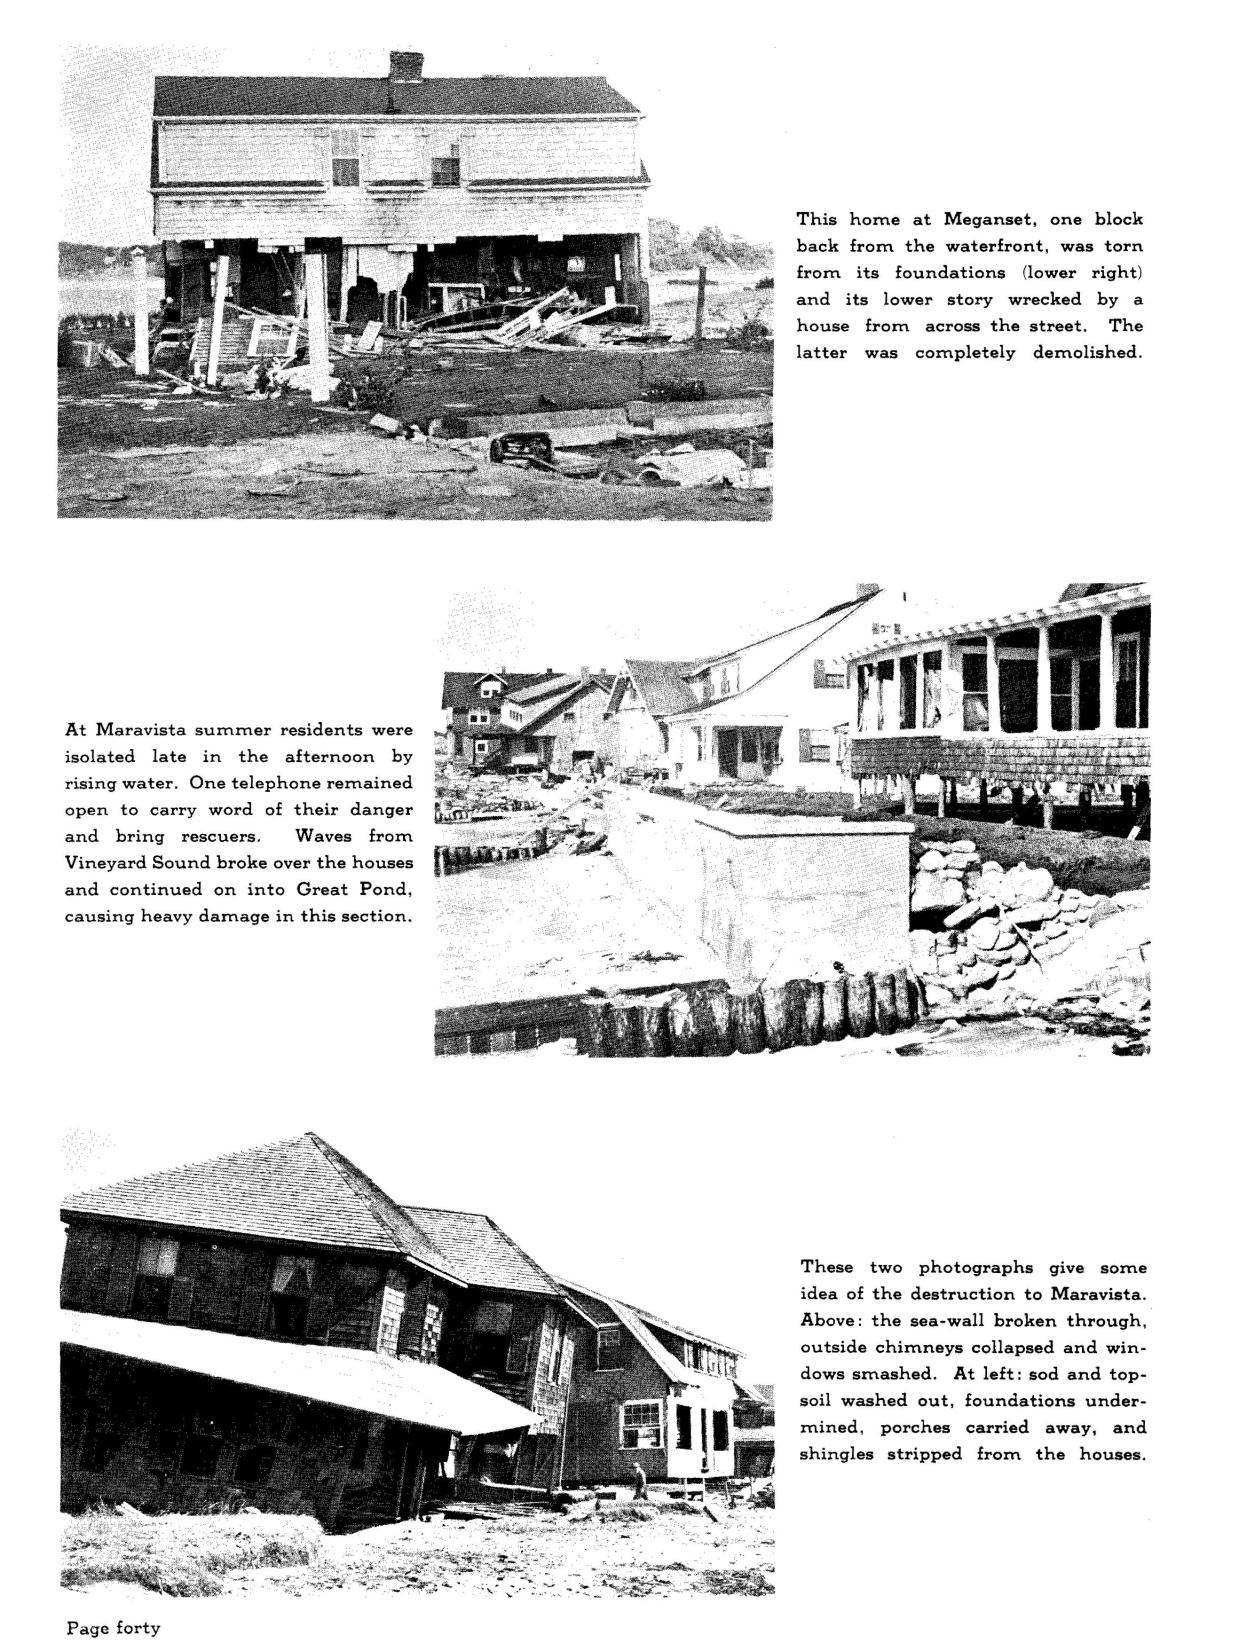 This home at Meganset, one block
back from the waterfront, was torn
from its foundations (lower right)
and its lower story wrecked by a
house from across the street. The
latter was completely demolished.
At Maravista summer residents were
isolated late in the afternoon by
rising water. One telephone remained
open to carry word of their danger
and bring rescuers. Waves from
Vineyard Sound broke over the houses
and continued on into Great Pond,
causing heavy damage in this section.
These two photographs give some
idea of the destruction to Maravista.
Above: the sea-wall broken through,
outside chimneys collapsed and win-
dows smashed. At left: sod and top-
soil washed out, foundations under-
mined, porches carried away, and
shingles stripped from the houses.
Page forty